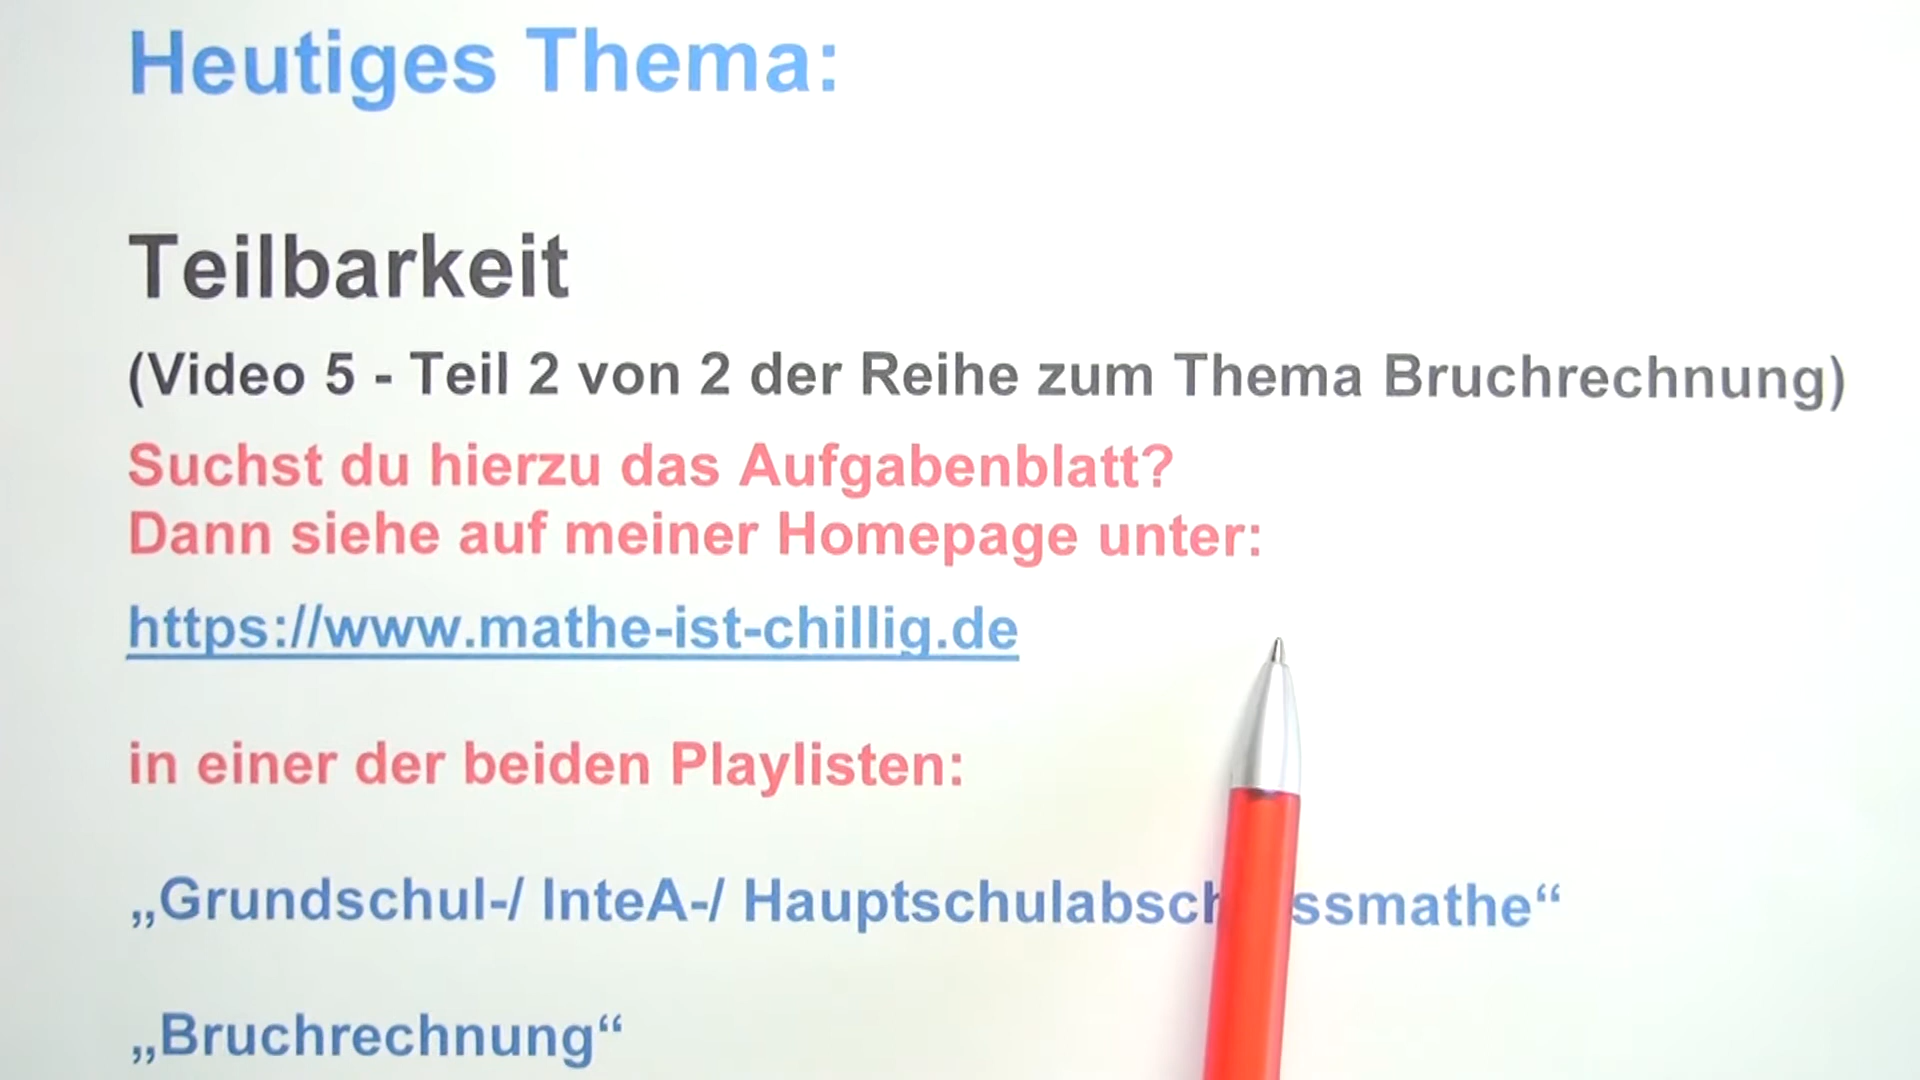 Heutiges Thema:
Teilbarkeit
(Video 5 - Teil 2 von 2 der Reihe zum Thema Bruchrechnung)
Suchst du hierzu das Aufgabenblatt?
Dann siehe auf meiner Homepage unter:
https://www.mathe-ist-chillig.de
in einer der beiden Playlisten:
„Grundschul-/ InteA-/
„Bruchrechnung“